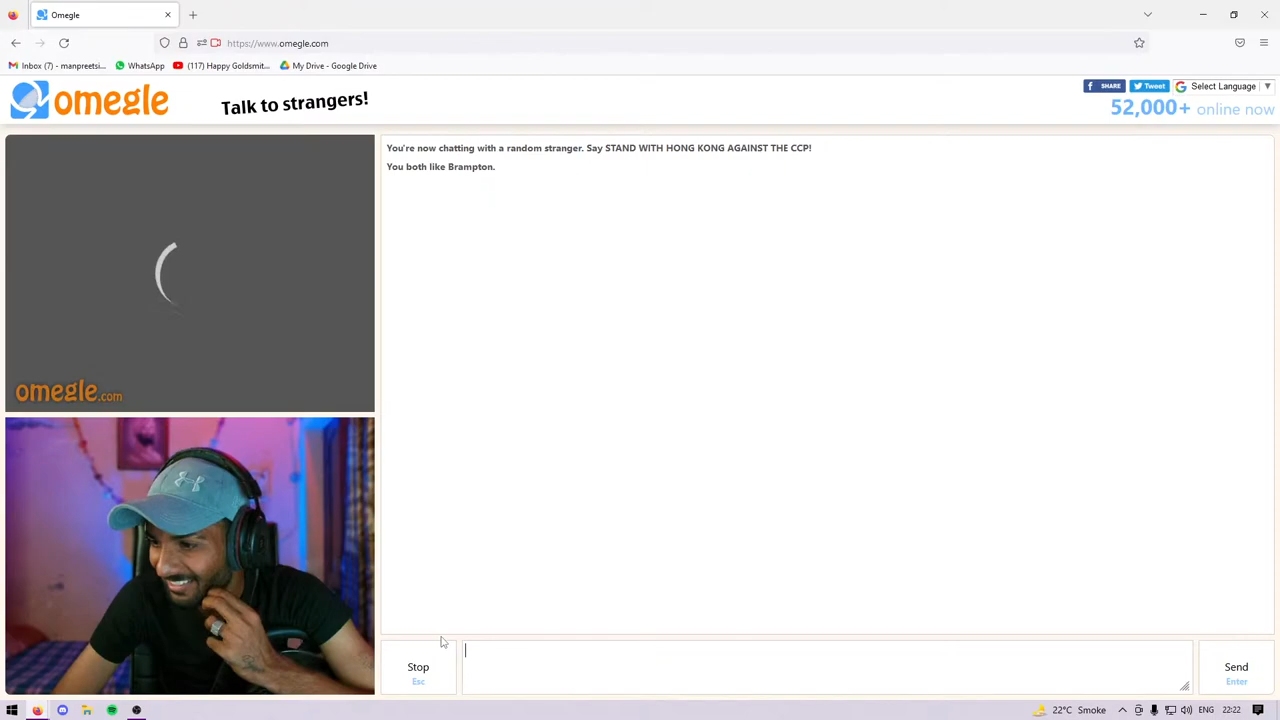 Omegle
https://www.omegle.com
Inbox (7) - manpreetsi...
WhatsApp
(117) Happy Goldsmit...
My Drive - Google Drive
omegle
Talk to strangers!
SHARE
Tweet
Select Language
52,000+ online now
You're now chatting with a random stranger. Say STAND WITH HONG KONG AGAINST THE CCP!
You both like Brampton.
omegle.com
Stop
Esc
Send
Enter
22°C Smoke
ENG
22:22